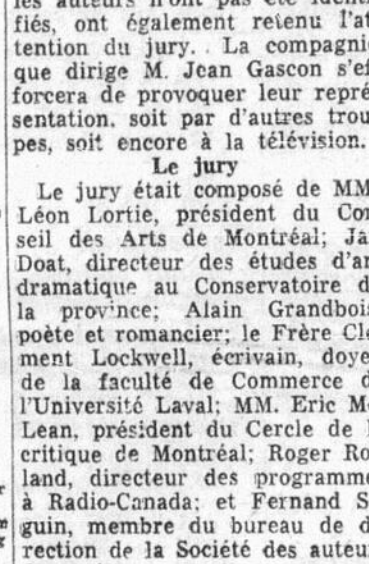 les auteurs n'ont pas été identi
fiés, ont également retenu l'at
tention du jury. La compagnie
que dirige M. Jean Gascon s'ef
forcera de provoquer leur repré
sentation. soit par d'autres trou
pes, soit encore à la télévision.
Le jury
Le jury était composé de MM
Léon Lortie, président du Con
seil des Arts de Montréal; Ja
Doat, directeur des études d'ar
dramatique au Conservatoire d
la province; Alain Grandbois
poète et romancier; le Frère Clé
ment Lockwell, écrivain, doye
de la faculté de Commerce d
l'Université Laval; MM. Eric Mc
Lean, président du Cercle de l
critique de Montréal; Roger Ro
land, directeur des programme
à Radio-Canada; et Fernand S
guin, membre du bureau de d
rection de la Société des auteur